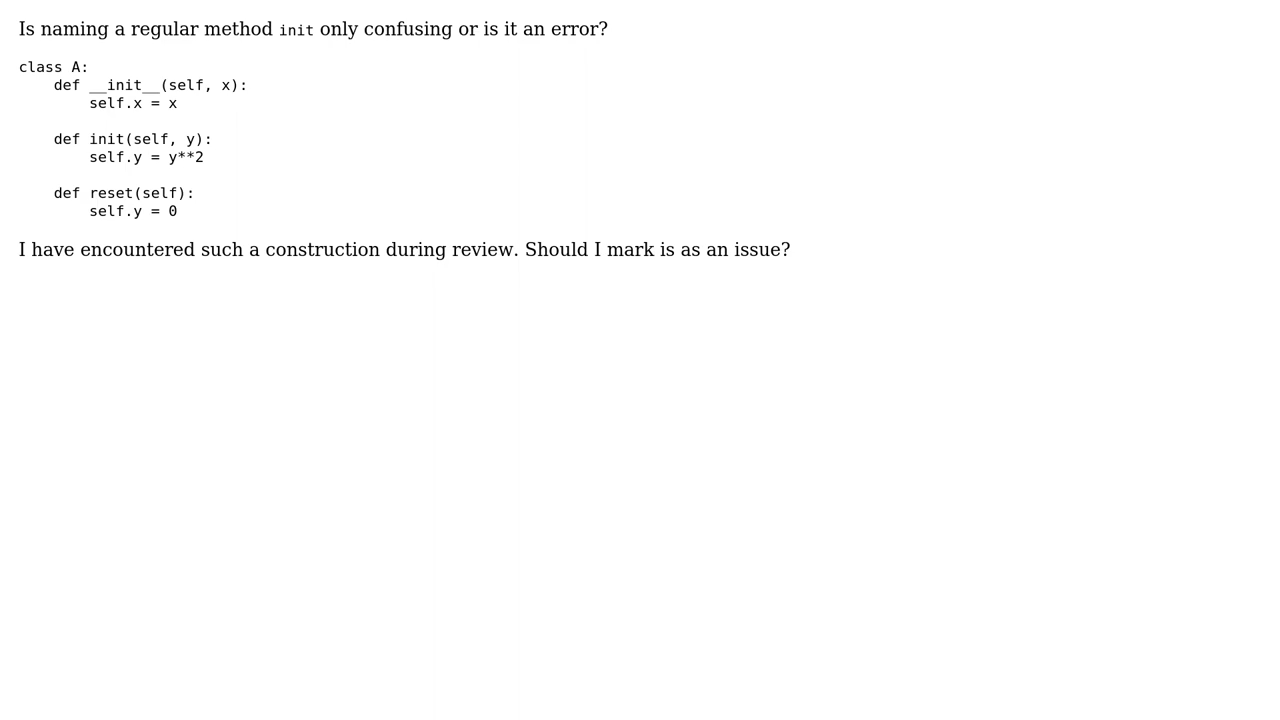 Is naming a regular method init only confusing or is it an error?
class A:
    def __init__(self, x):
        self.x = x

    def init(self, y):
        self.y = y**2

    def reset(self):
        self.y = 0
I have encountered such a construction during review. Should I mark is as an issue?